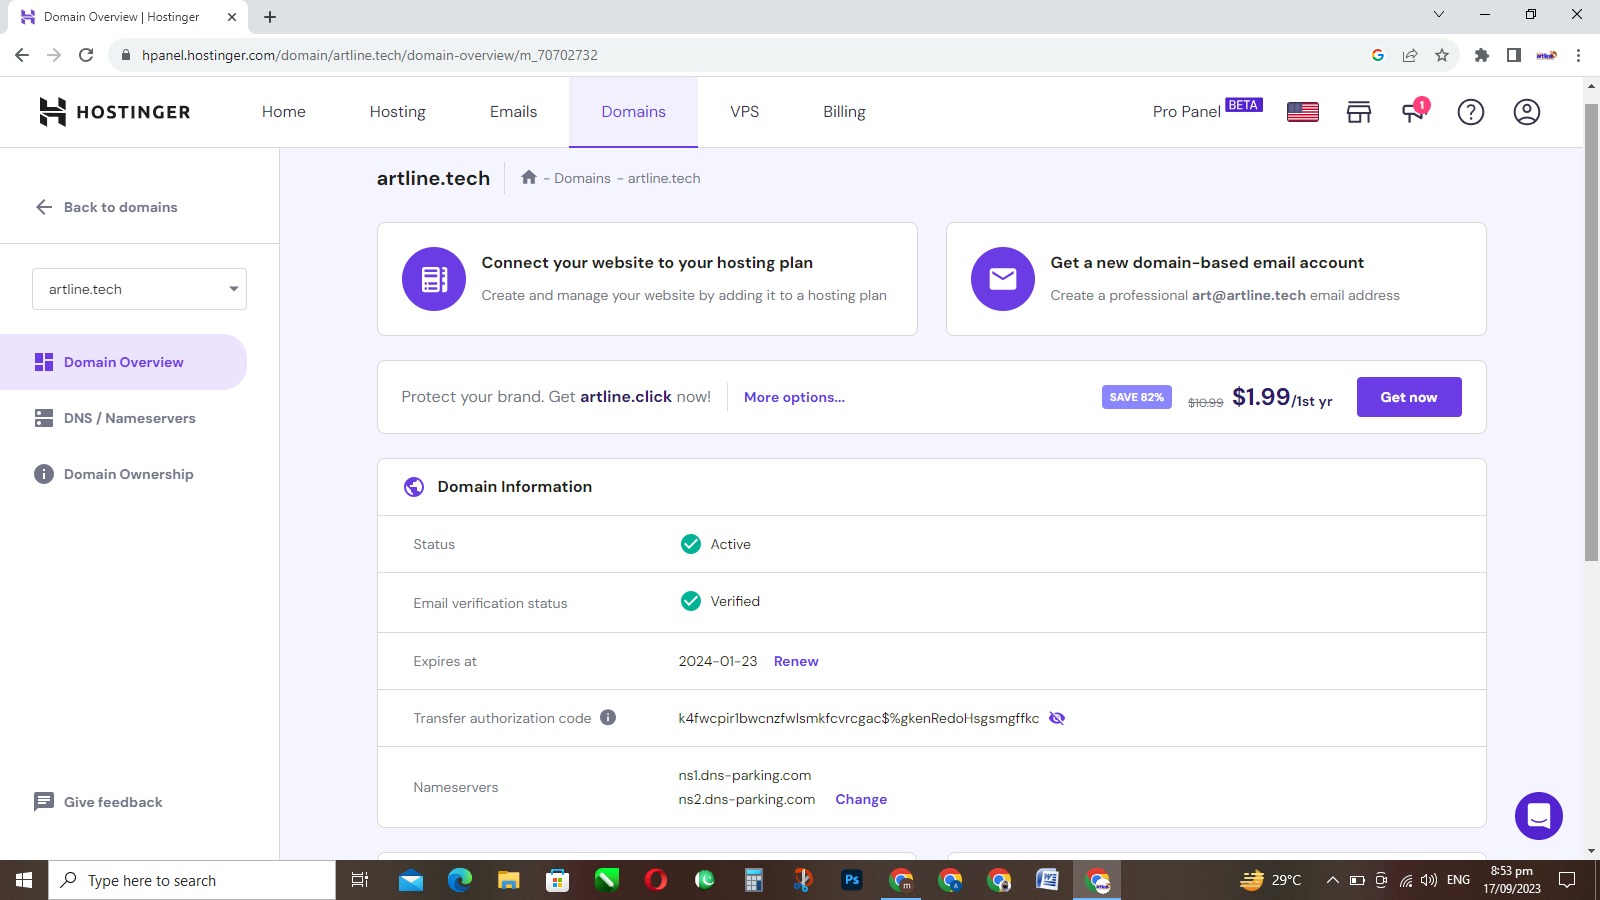 Domain Overview | Hostinger
hpanel.hostinger.com/domain/artline.tech/domain-overview/m_70702732
HOSTINGER
Home
Hosting
Emails
Domains
VPS
Billing
Pro Panel BETA
1
artline.tech
- Domains - artline.tech
Back to domains
artline.tech
Domain Overview
DNS / Nameservers
Domain Ownership
Give feedback
Connect your website to your hosting plan
Create and manage your website by adding it to a hosting plan
Get a new domain-based email account
Create a professional art@artline.tech email address
Protect your brand. Get artline.click now!
More options...
SAVE 82%
$10.99 $1.99/1st yr
Get now
Domain Information
Status
Active
Email verification status
Verified
Expires at
2024-01-23 Renew
Transfer authorization code
k4fwcpir1bwcnzfwlsmkfcvrcgac$%gkenRedoHsgsmgffkc
Nameservers
ns1.dns-parking.com
ns2.dns-parking.com Change
Type here to search
Ps
29°C
ENG
8:53 pm
17/09/2023